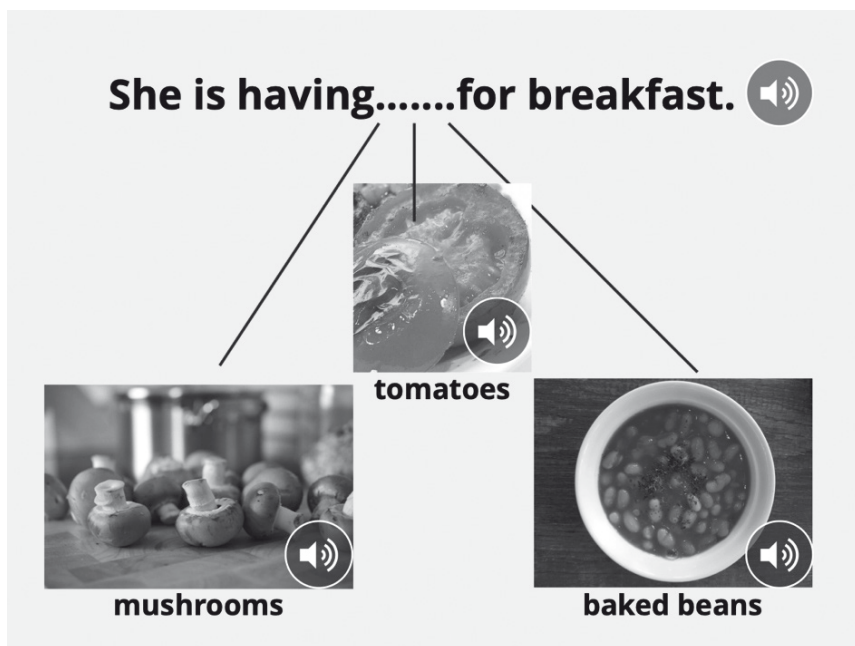 She is having.......for breakfast.
tomatoes
mushrooms
baked beans